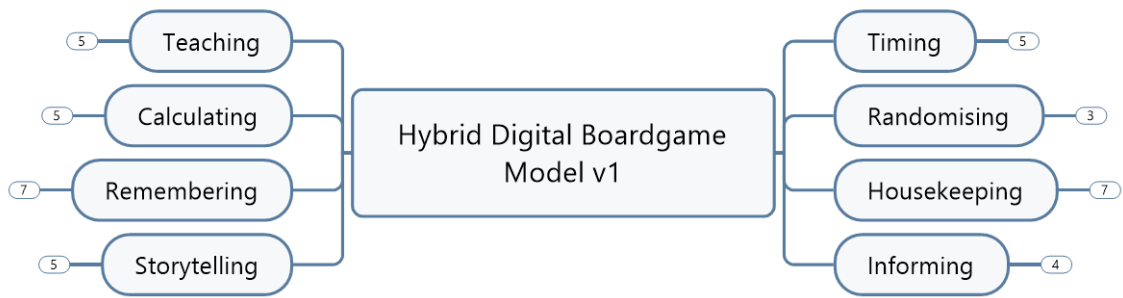 Hybrid Digital Boardgame
Model v1
5 Teaching
5 Calculating
7 Remembering
5 Storytelling
Timing 5
Randomising 3
Housekeeping 7
Informing 4